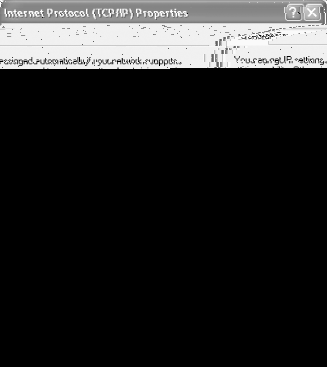 Internet Protocol (TCP/IP) Properties
You can get IP settings
assigned automatically if your network supports